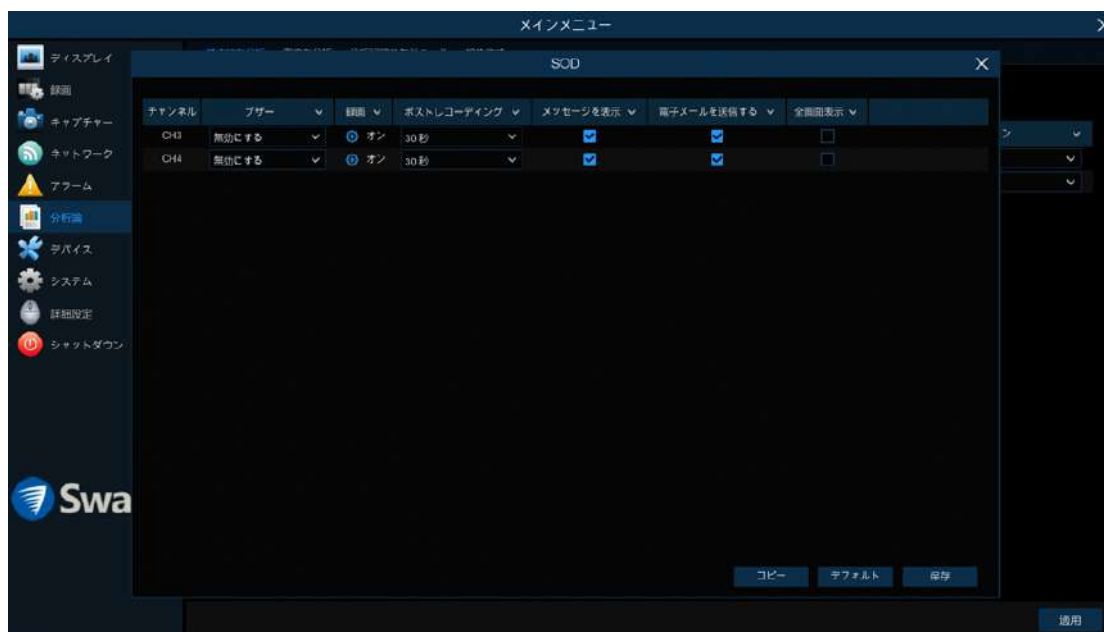 メインメニュー
ディスプレイ
SOD
録画
チャンネル ブザー 録画 ポストレコーディング メッセージを表示 電子メールを送信する 全画面表示
キャプチャー
CH3 無効にする オン 30 秒
ネットワーク
CH4 無効にする オン 30 秒
アラーム
分析論
デバイス
システム
詳細設定
シャットダウン
Swa
コピー デフォルト 保存
適用